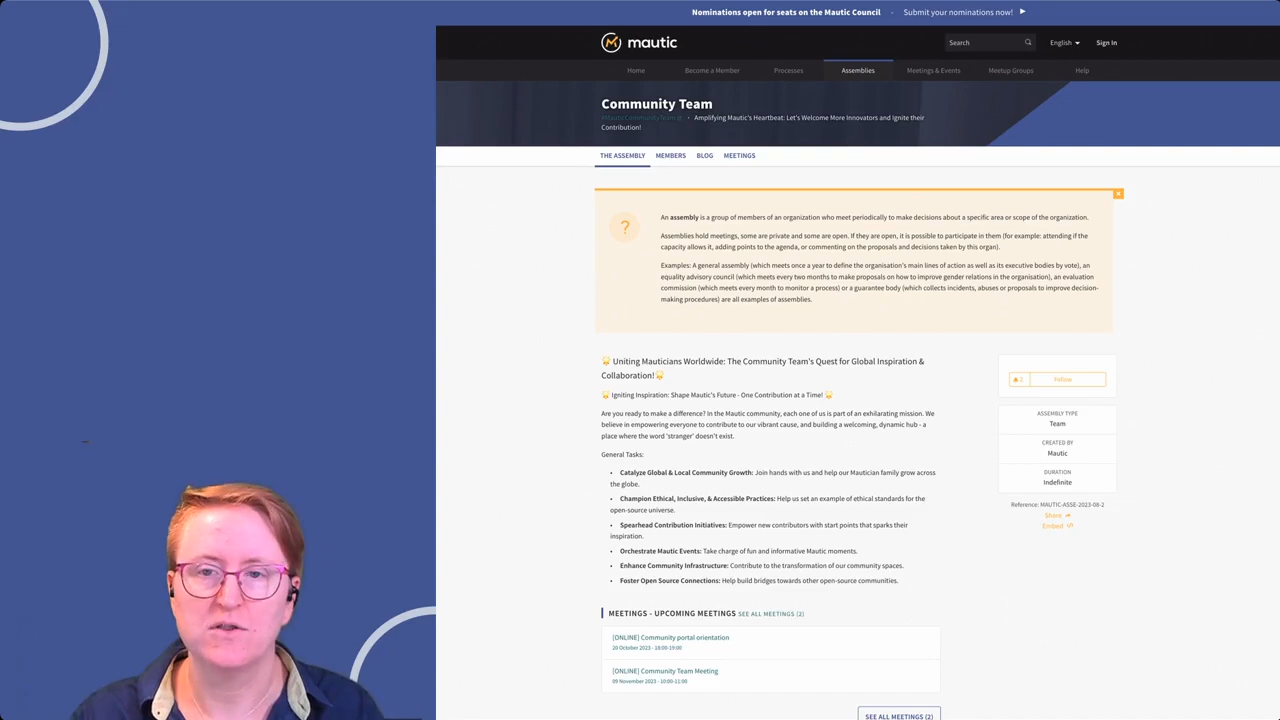 Nominations open for seats on the Mautic Council - Submit your nominations now! ▶
mautic
Search
English
Sign In
Home
Become a Member
Processes
Assemblies
Meetings & Events
Meetup Groups
Help
Community Team
• Amplifying Mautic's Heartbeat: Let's Welcome More Innovators and Ignite their
Contribution!
THE ASSEMBLY
MEMBERS
BLOG
MEETINGS
?
An assembly is a group of members of an organization who meet periodically to make decisions about a specific area or scope of the organization.
Assemblies hold meetings, some are private and some are open. If they are open, it is possible to participate in them (for example: attending if the
capacity allows it, adding points to the agenda, or commenting on the proposals and decisions taken by this organ).
Examples: A general assembly (which meets once a year to define the organisation's main lines of action as well as its executive bodies by vote), an
equality advisory council (which meets every two months to make proposals on how to improve gender relations in the organisation), an evaluation
commission (which meets every month to monitor a process) or a guarantee body (which collects incidents, abuses or proposals to improve decision-
making procedures) are all examples of assemblies.
Uniting Mauticians Worldwide: The Community Team's Quest for Global Inspiration &
Collaboration!
Igniting Inspiration: Shape Mautic's Future - One Contribution at a Time!
Are you ready to make a difference? In the Mautic community, each one of us is part of an exhilarating mission. We
believe in empowering everyone to contribute to our vibrant cause, and building a welcoming, dynamic hub - a
place where the word 'stranger' doesn't exist.
General Tasks:
• Catalyze Global & Local Community Growth: Join hands with us and help our Mautician family grow across
the globe.
• Champion Ethical, Inclusive, & Accessible Practices: Help us set an example of ethical standards for the
open-source universe.
• Spearhead Contribution Initiatives: Empower new contributors with start points that sparks their
inspiration.
• Orchestrate Mautic Events: Take charge of fun and informative Mautic moments.
• Enhance Community Infrastructure: Contribute to the transformation of our community spaces.
• Foster Open Source Connections: Help build bridges towards other open-source communities.
MEETINGS - UPCOMING MEETINGS SEE ALL MEETINGS (2)
[ONLINE] Community portal orientation
20 October 2023 · 18:00-19:00
[ONLINE] Community Team Meeting
09 November 2023 · 10:00-11:00
SEE ALL MEETINGS (2)
2 Follow
ASSEMBLY TYPE
Team
CREATED BY
Mautic
DURATION
Indefinite
Reference: MAUTIC-ASSE-2023-08-2
Share
Embed